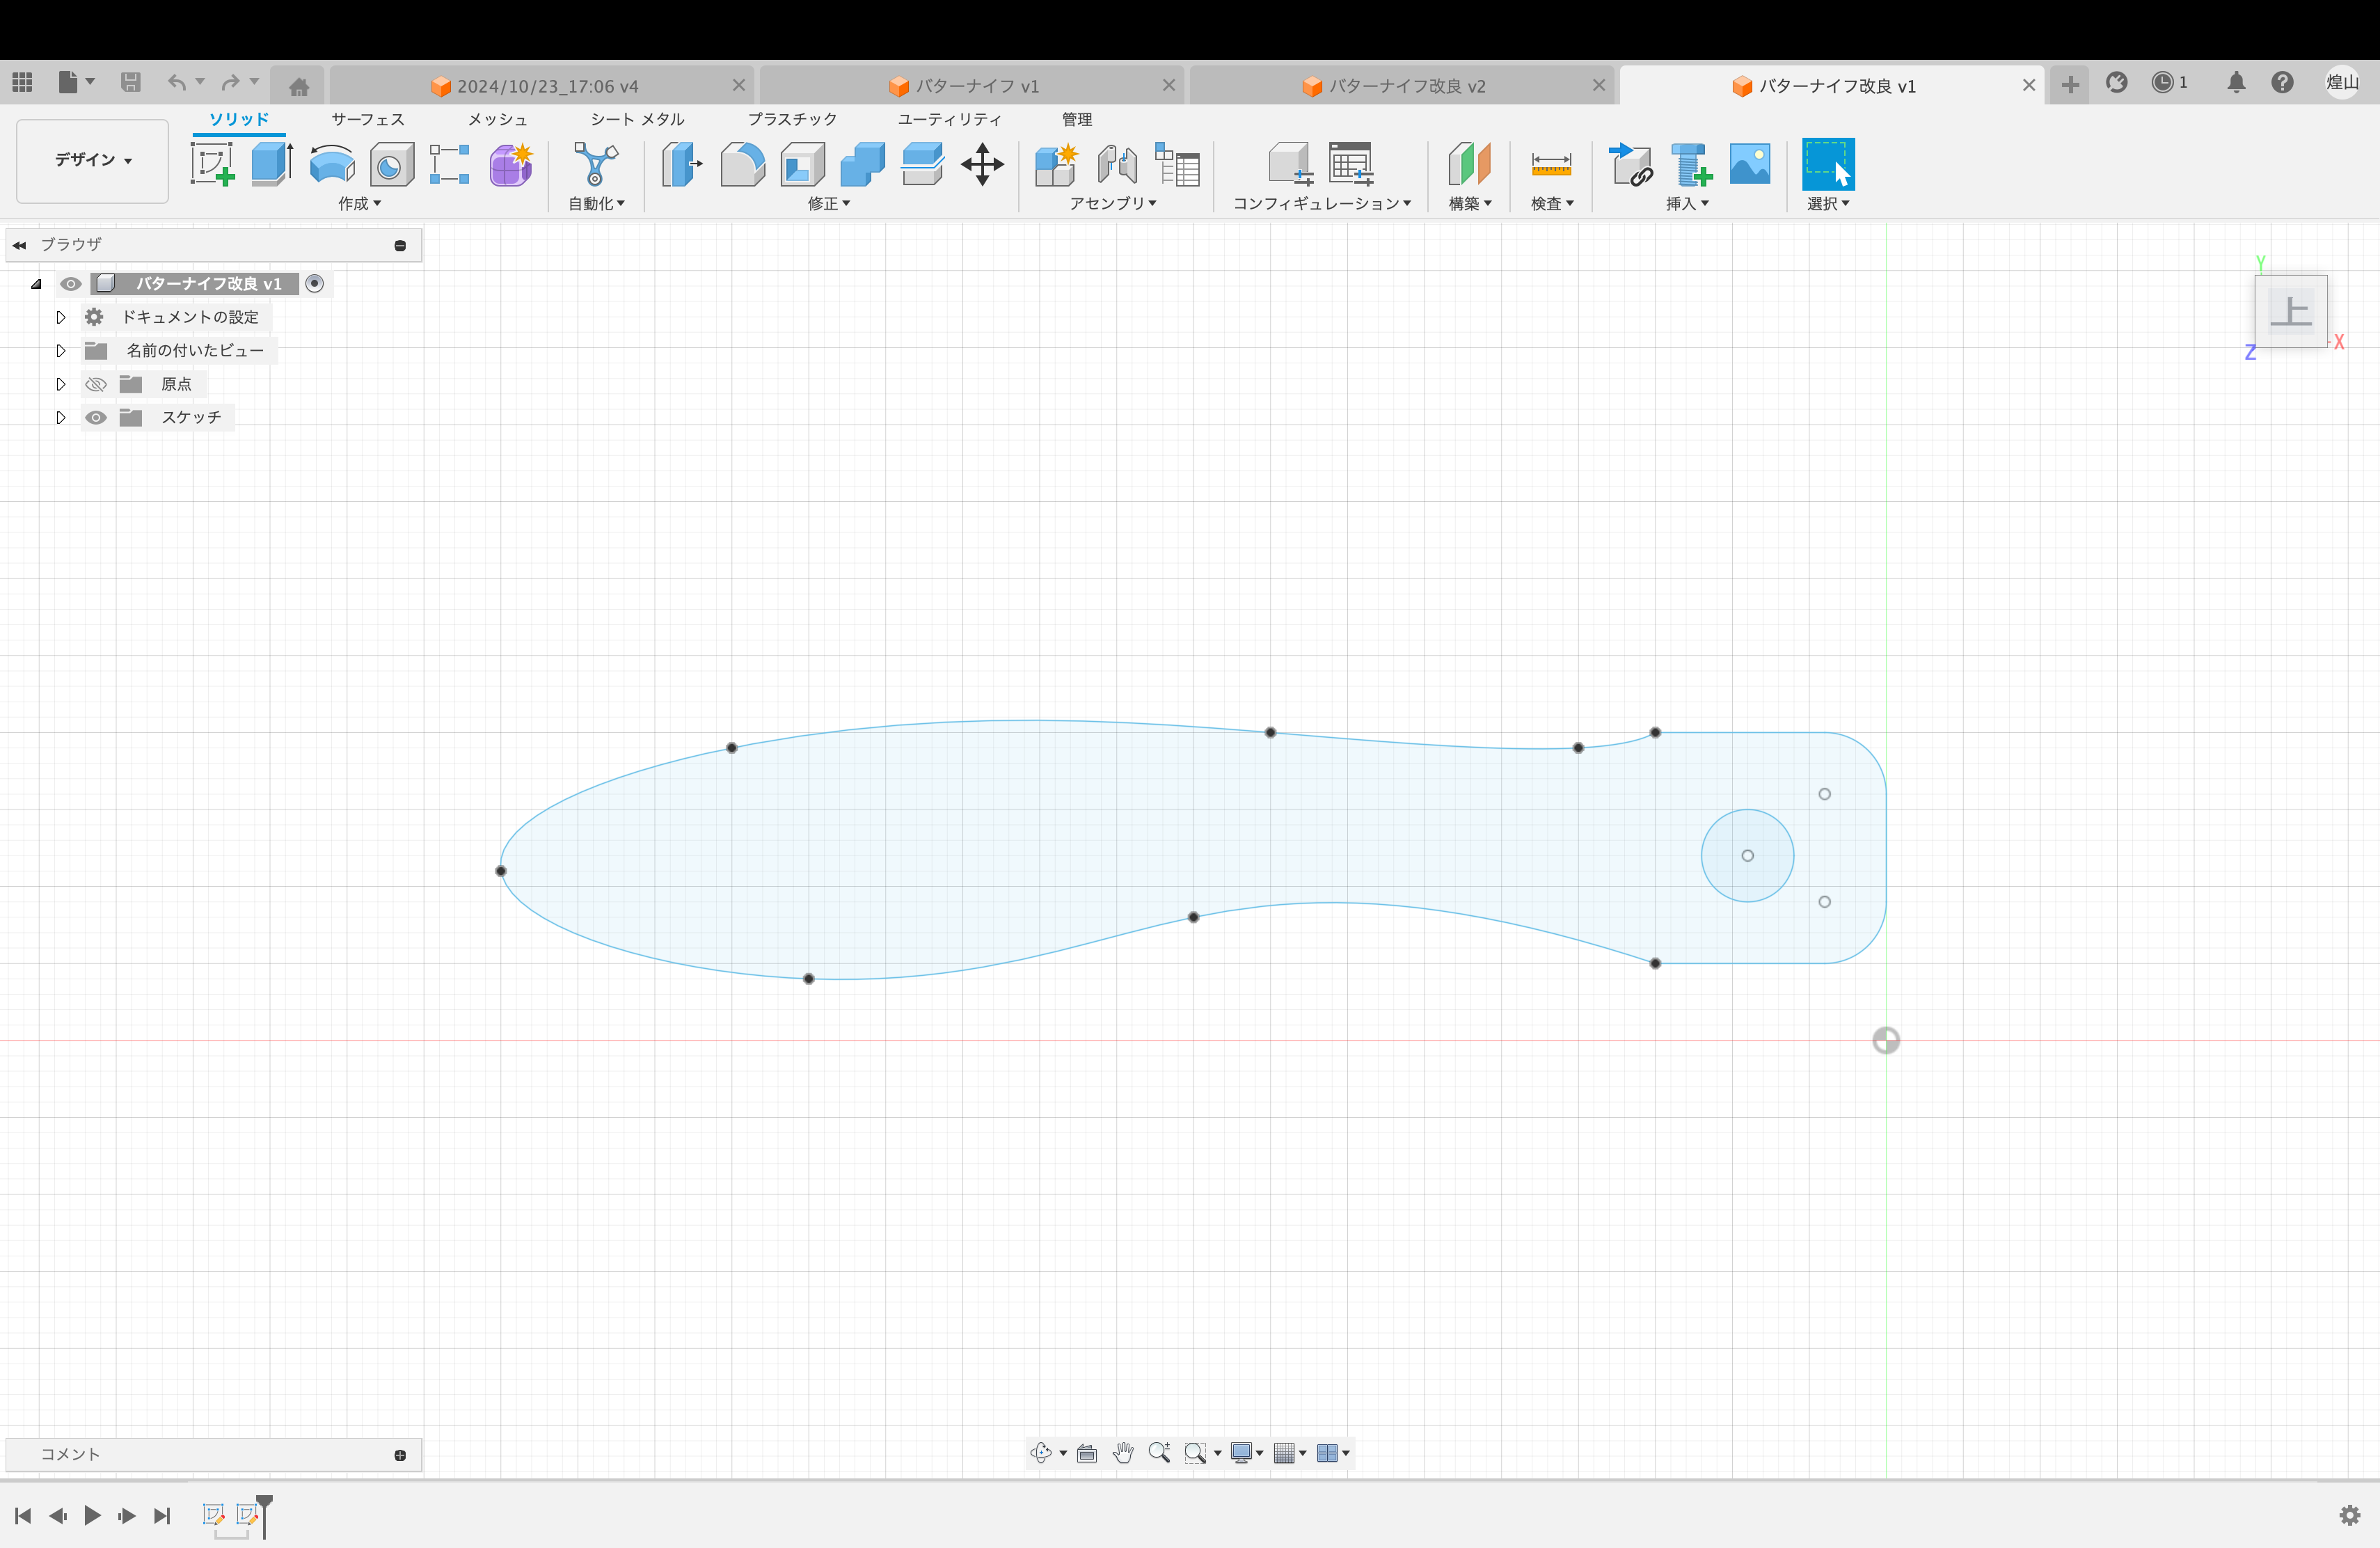 2024/10/23_17:06 v4
バターナイフ v1
バターナイフ改良 v2
バターナイフ改良 v1
1
煌山
デザイン
ソリッド
サーフェス
メッシュ
シート メタル
プラスチック
ユーティリティ
管理
作成
自動化
修正
アセンブリ
コンフィギュレーション
構築
検査
挿入
選択
ブラウザ
バターナイフ改良 v1
ドキュメントの設定
名前の付いたビュー
原点
スケッチ
Y
上
X
Z
コメント